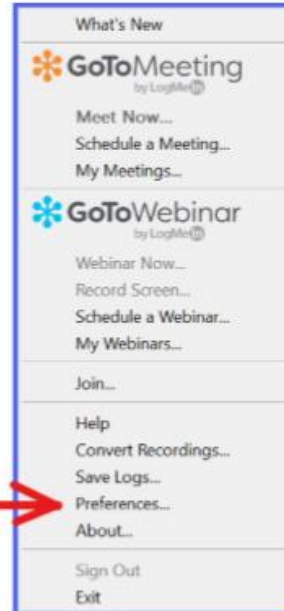 What's New
GoToMeeting
by LogMeIn
Meet Now...
Schedule a Meeting...
My Meetings...
GoToWebinar
by LogMeIn
Webinar Now...
Record Screen...
Schedule a Webinar...
My Webinars...
Join...
Help
Convert Recordings...
Save Logs...
Preferences...
About...
Sign Out
Exit